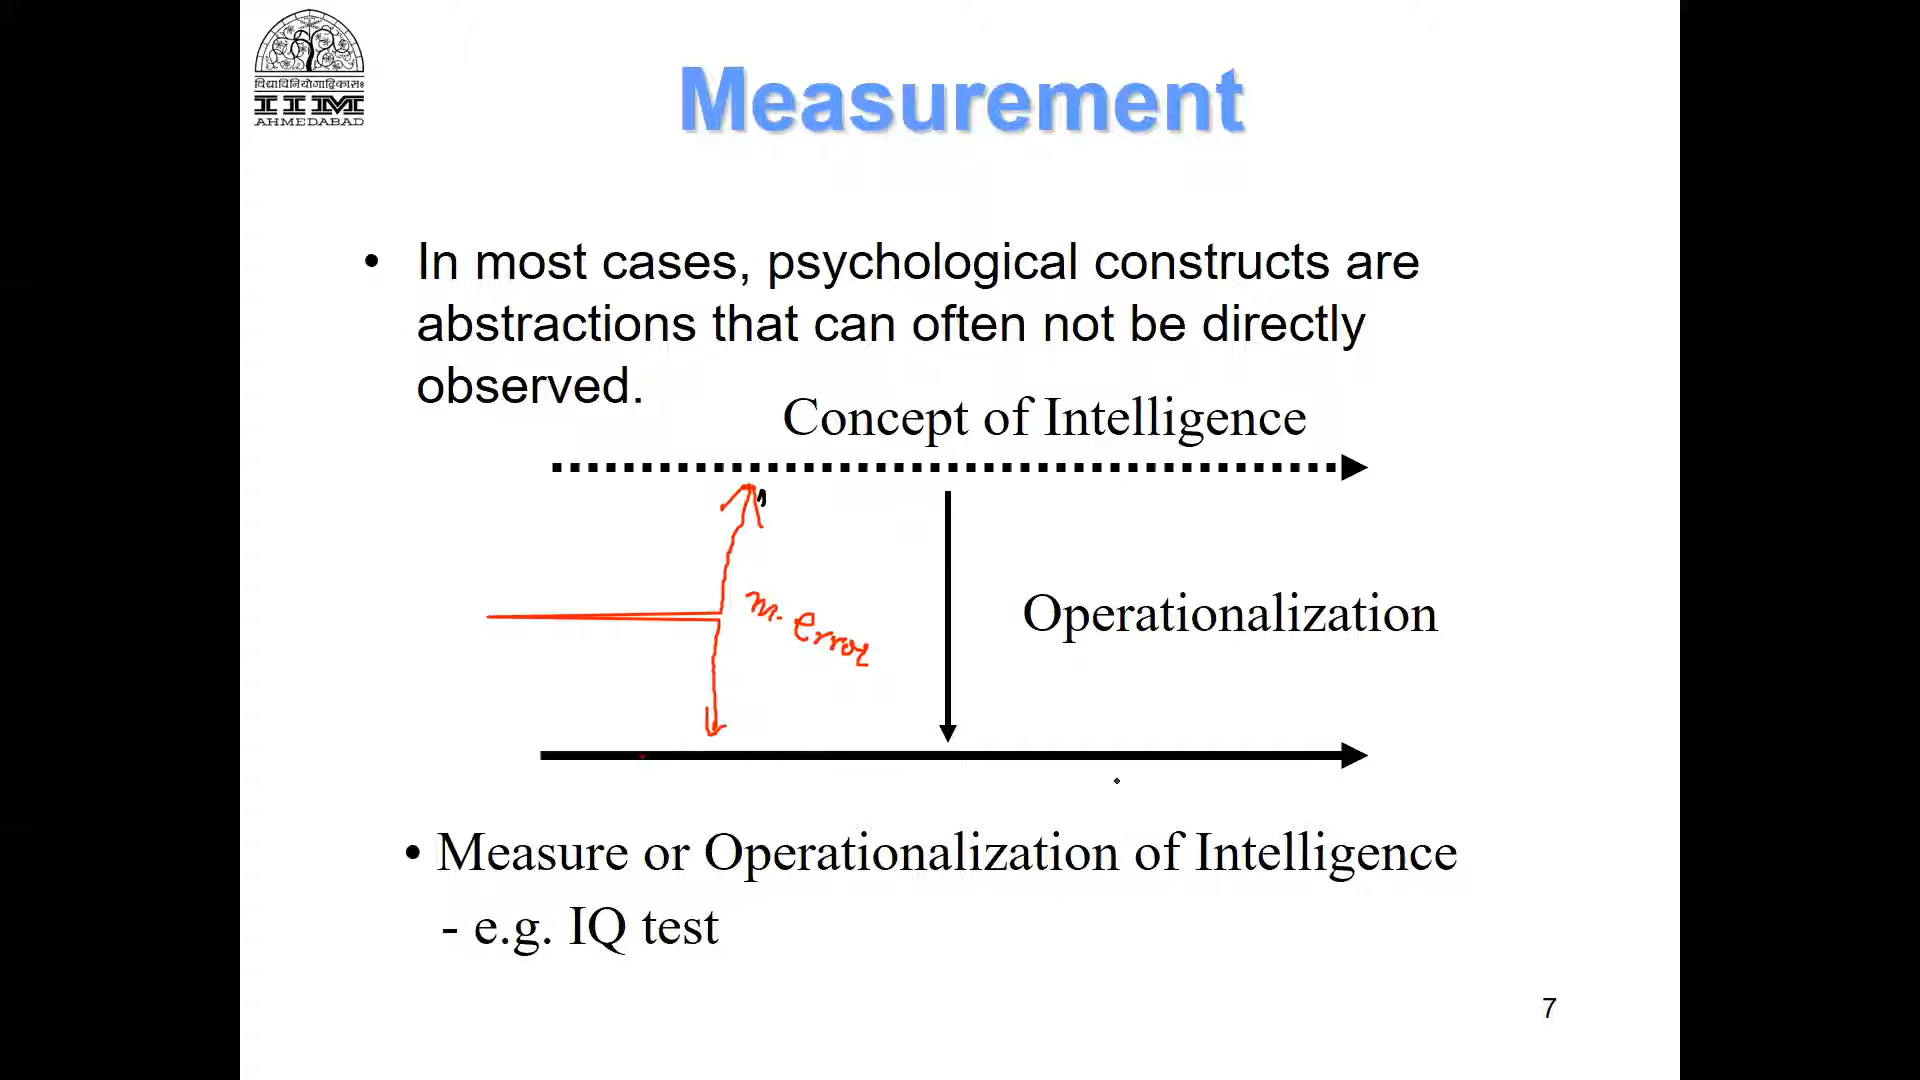 विद्याविनियोगाद्विकासः
IIM
AHMEDABAD
Measurement
• In most cases, psychological constructs are
abstractions that can often not be directly
observed.
Concept of Intelligence
m. Error
Operationalization
• Measure or Operationalization of Intelligence
- e.g. IQ test
7